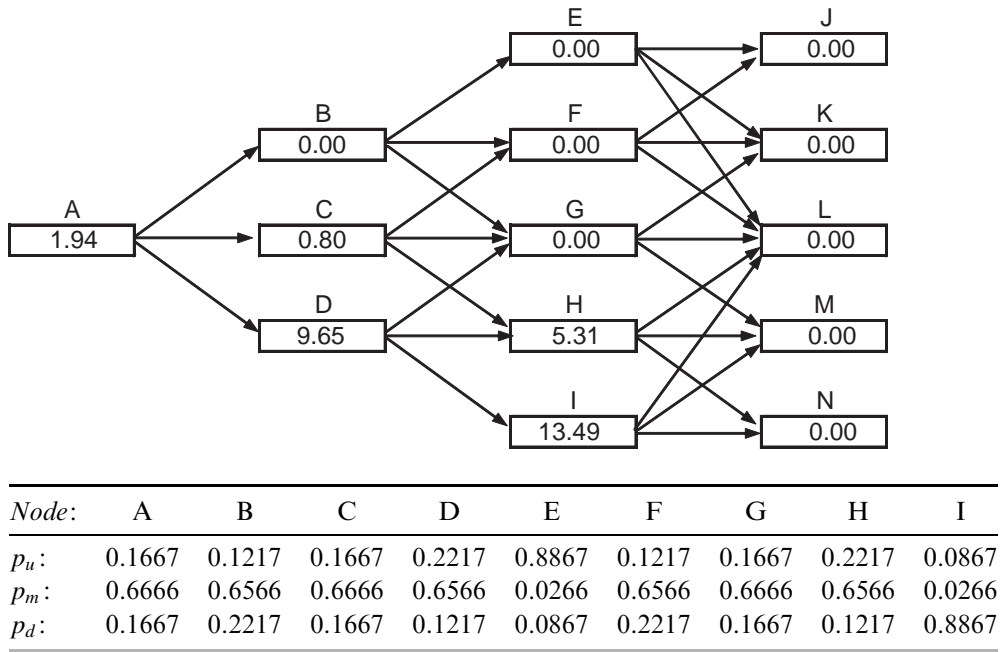 E
J
0.00
0.00
B
F
K
0.00
0.00
0.00
A
C
G
L
1.94
0.80
0.00
0.00
D
H
M
9.65
5.31
0.00
I
N
13.49
0.00
Node: A B C D E F G H I
pu: 0.1667 0.1217 0.1667 0.2217 0.8867 0.1217 0.1667 0.2217 0.0867
pm: 0.6666 0.6566 0.6666 0.6566 0.0266 0.6566 0.6666 0.6566 0.0266
pd: 0.1667 0.2217 0.1667 0.1217 0.0867 0.2217 0.1667 0.1217 0.8867